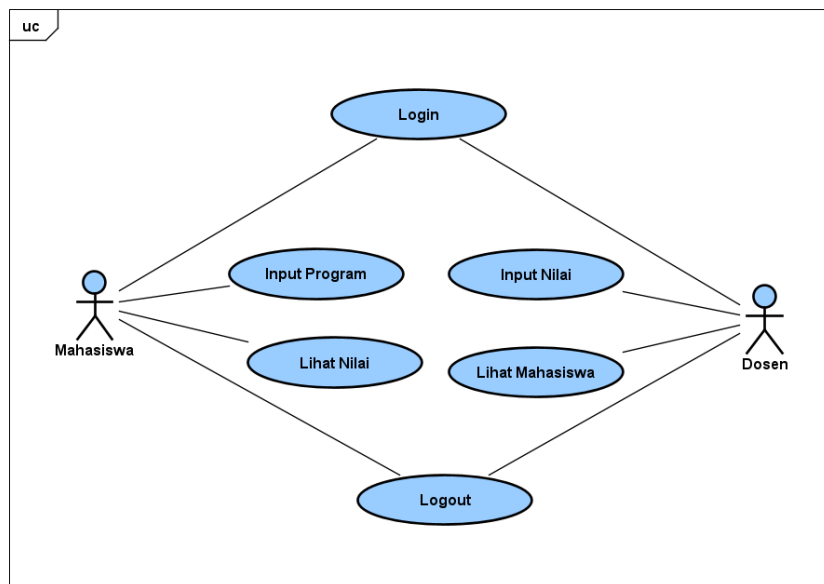 uc
Login
Input Program
Input Nilai
Mahasiswa
Dosen
Lihat Nilai
Lihat Mahasiswa
Logout